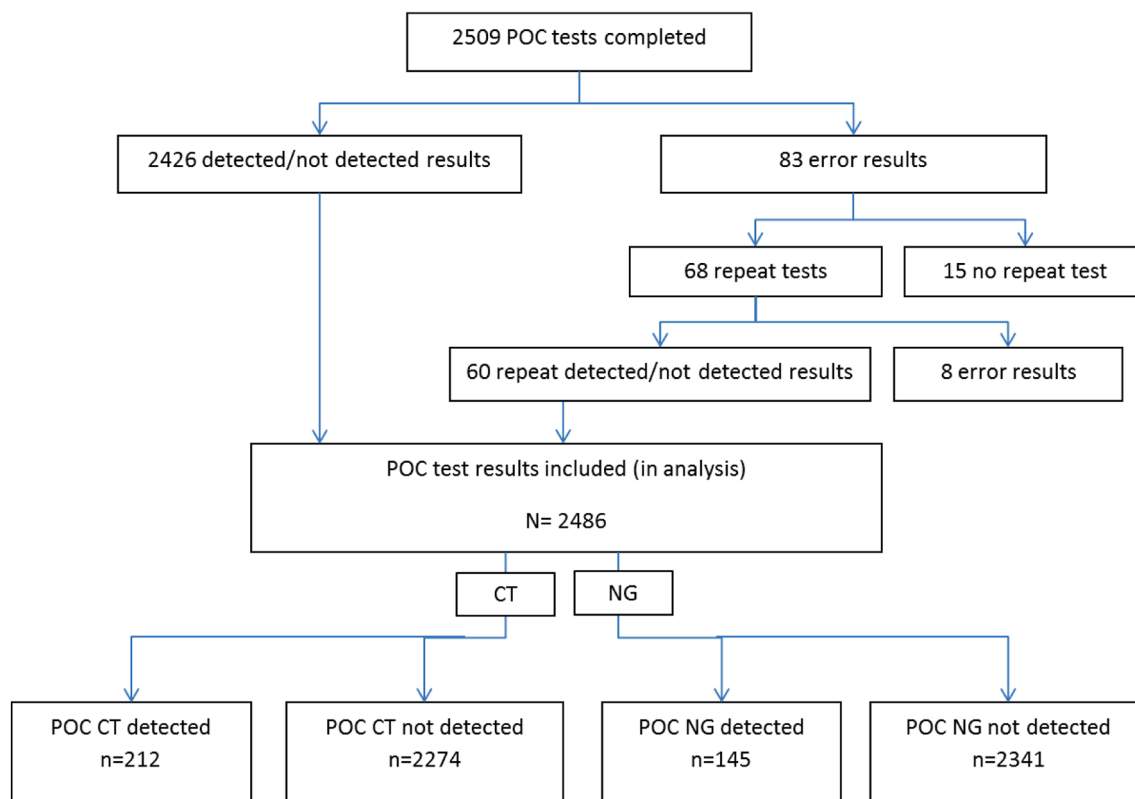 2509 POC tests completed
2426 detected/not detected results
83 error results
68 repeat tests
15 no repeat test
60 repeat detected/not detected results
8 error results
POC test results included (in analysis)
N= 2486
CT
NG
POC CT detected
n=212
POC CT not detected
n=2274
POC NG detected
n=145
POC NG not detected
n=2341